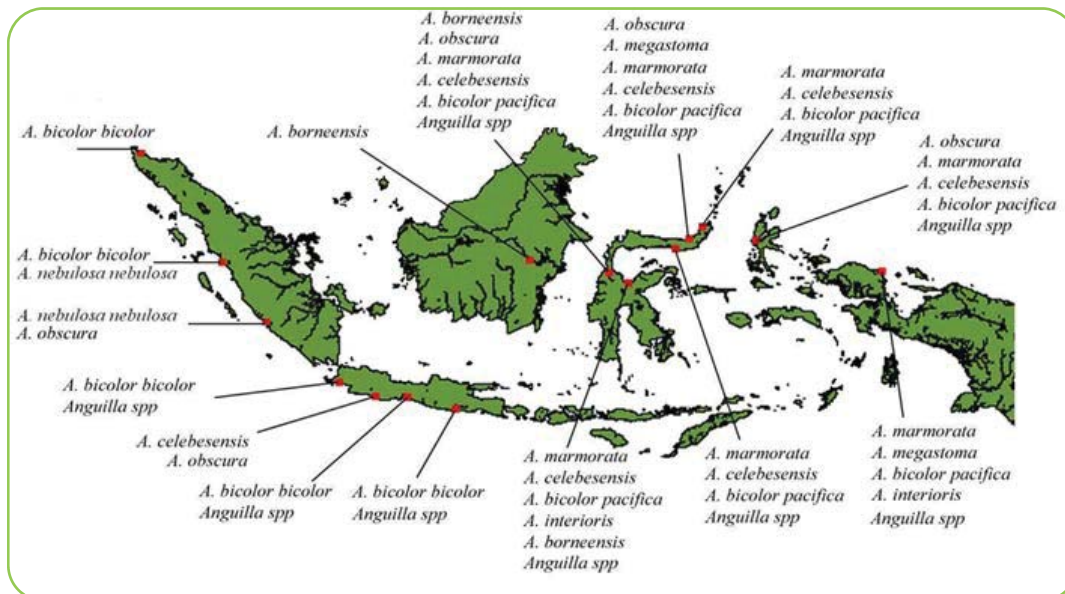 A. borneensis
A. obscura
A. marmorata
A. celebesensis
A. bicolor pacifica
Anguilla spp
A. obscura
A. megastoma
A. marmorata
A. celebesensis
A. bicolor pacifica
Anguilla spp
A. marmorata
A. celebesensis
A. bicolor pacifica
Anguilla spp
A. bicolor bicolor
A. borneensis
A. obscura
A. marmorata
A. celebesensis
A. bicolor pacifica
Anguilla spp
A. bicolor bicolor
A. nebulosa nebulosa
A. nebulosa nebulosa
A. obscura
A. bicolor bicolor
Anguilla spp
A. celebesensis
A. obscura
A. bicolor bicolor
Anguilla spp
A. bicolor bicolor
Anguilla spp
A. marmorata
A. celebesensis
A. bicolor pacifica
A. interioris
A. borneensis
Anguilla spp
A. marmorata
A. celebesensis
A. bicolor pacifica
Anguilla spp
A. marmorata
A. megastoma
A. bicolor pacifica
A. interioris
Anguilla spp